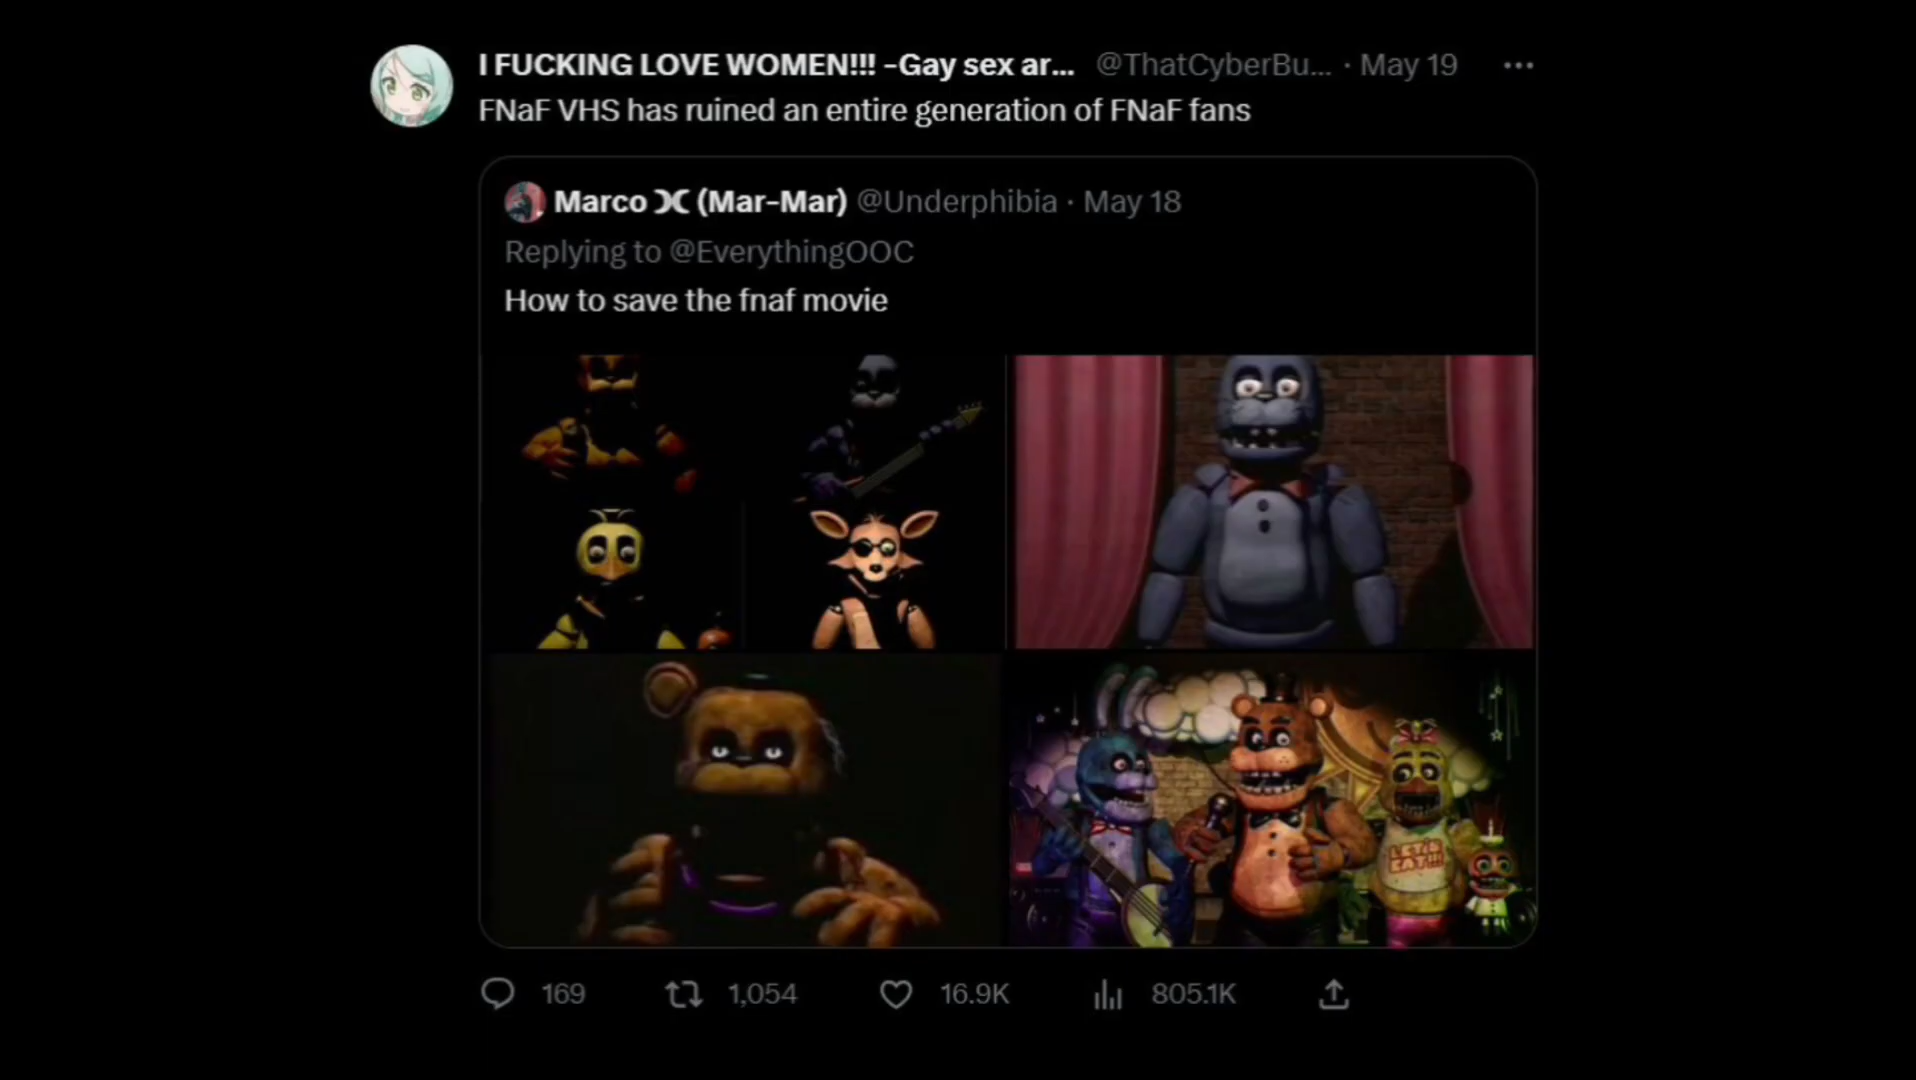 I FUCKING LOVE WOMEN!!! -Gay sex ar... @ThatCyberBu... · May 19 ...
FNaF VHS has ruined an entire generation of FNaF fans
Marco (Mar-Mar) @Underphibia · May 18
Replying to @EverythingOOC
How to save the fnaf movie
LET'S
EAT!!!
169 1,054 16.9K 805.1K